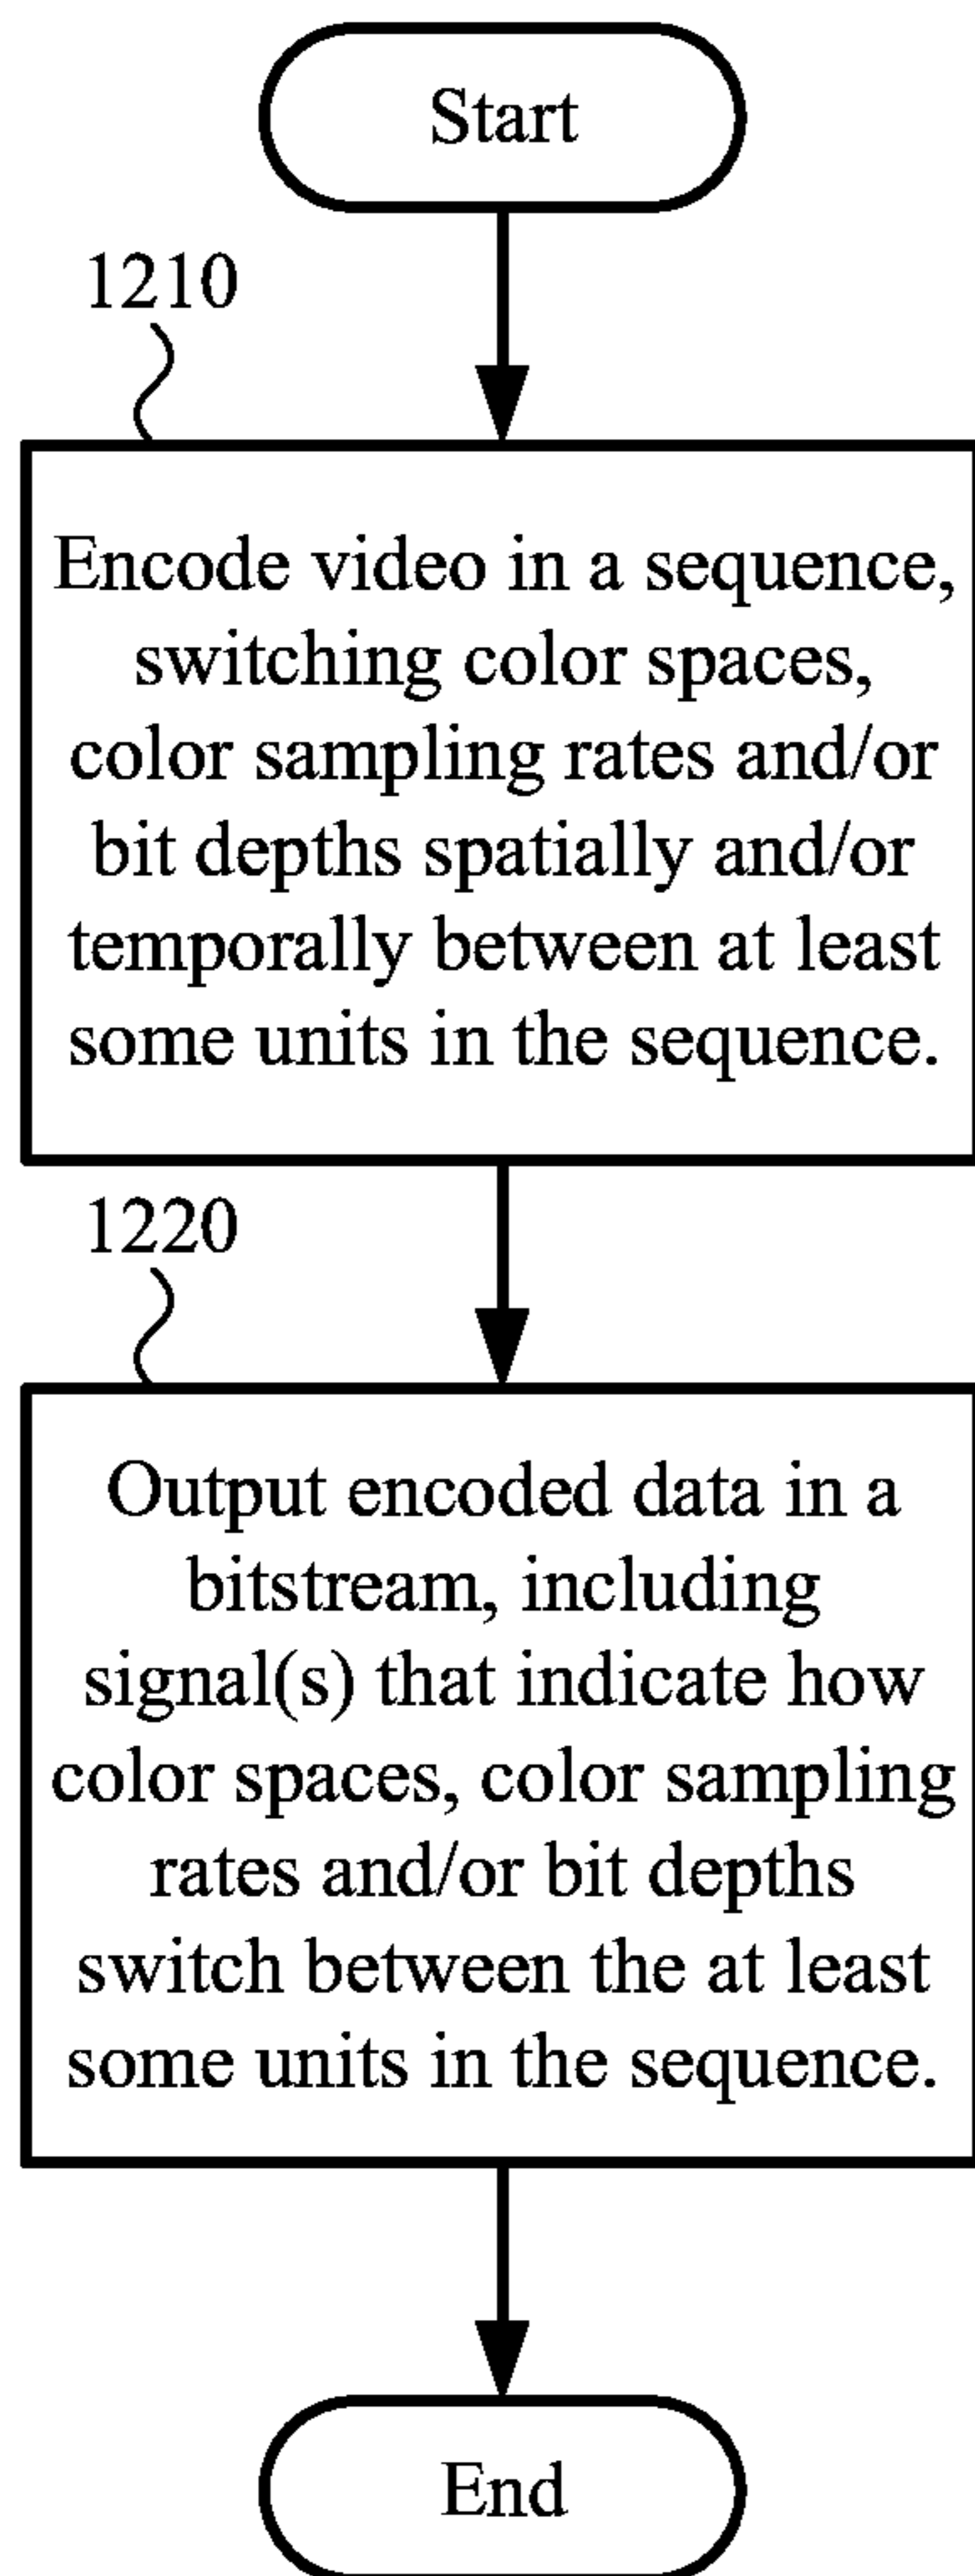 Start
1210
Encode video in a sequence,
switching color spaces,
color sampling rates and/or
bit depths spatially and/or
temporally between at least
some units in the sequence.
1220
Output encoded data in a
bitstream, including
signal(s) that indicate how
color spaces, color sampling
rates and/or bit depths
switch between the at least
some units in the sequence.
End